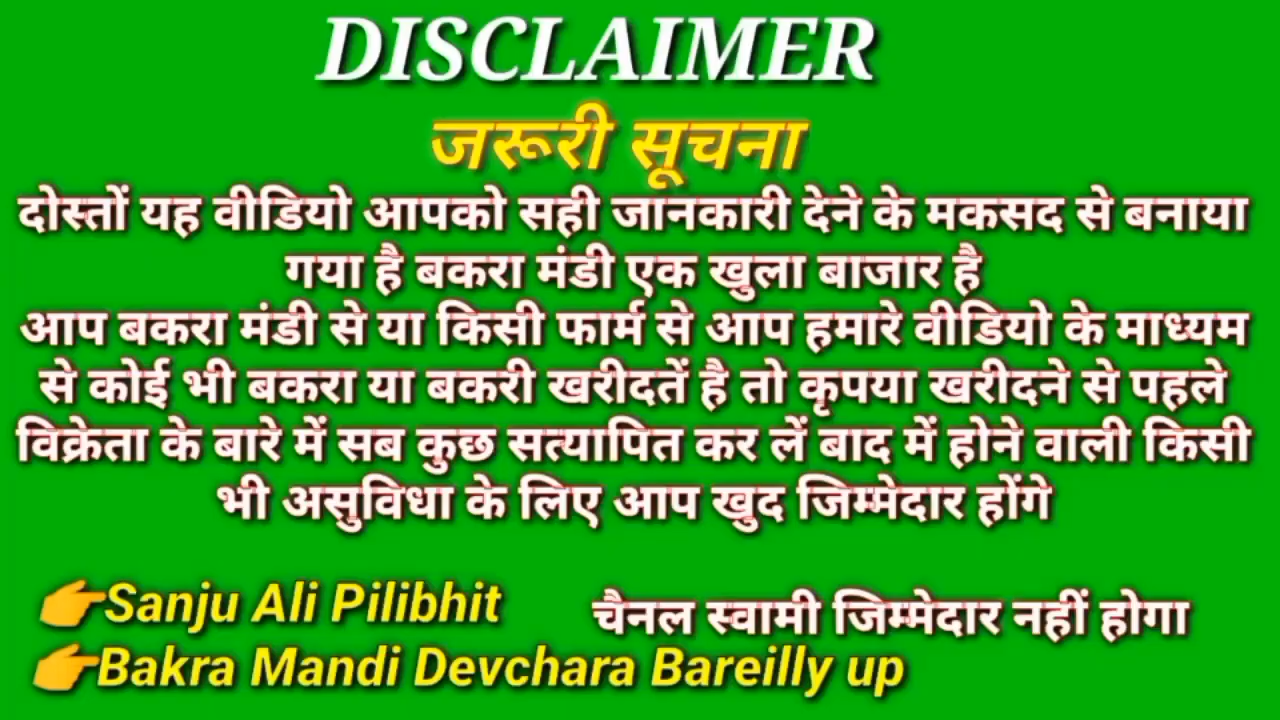 DISCLAIMER
जरूरी सूचना
दोस्तों यह वीडियो आपको सही जानकारी देने के मकसद से बनाया
गया है बकरा मंडी एक खुला बाजार है
आप बकरा मंडी से या किसी फार्म से आप हमारे वीडियो के माध्यम
से कोई भी बकरा या बकरी खरीदतें है तो कृपया खरीदने से पहले
विक्रेता के बारे में सब कुछ सत्यापित कर लें बाद में होने वाली किसी
भी असुविधा के लिए आप खुद जिम्मेदार होंगे
👉Sanju Ali Pilibhit
चैनल स्वामी जिम्मेदार नहीं होगा
👉Bakra Mandi Devchara Bareilly up